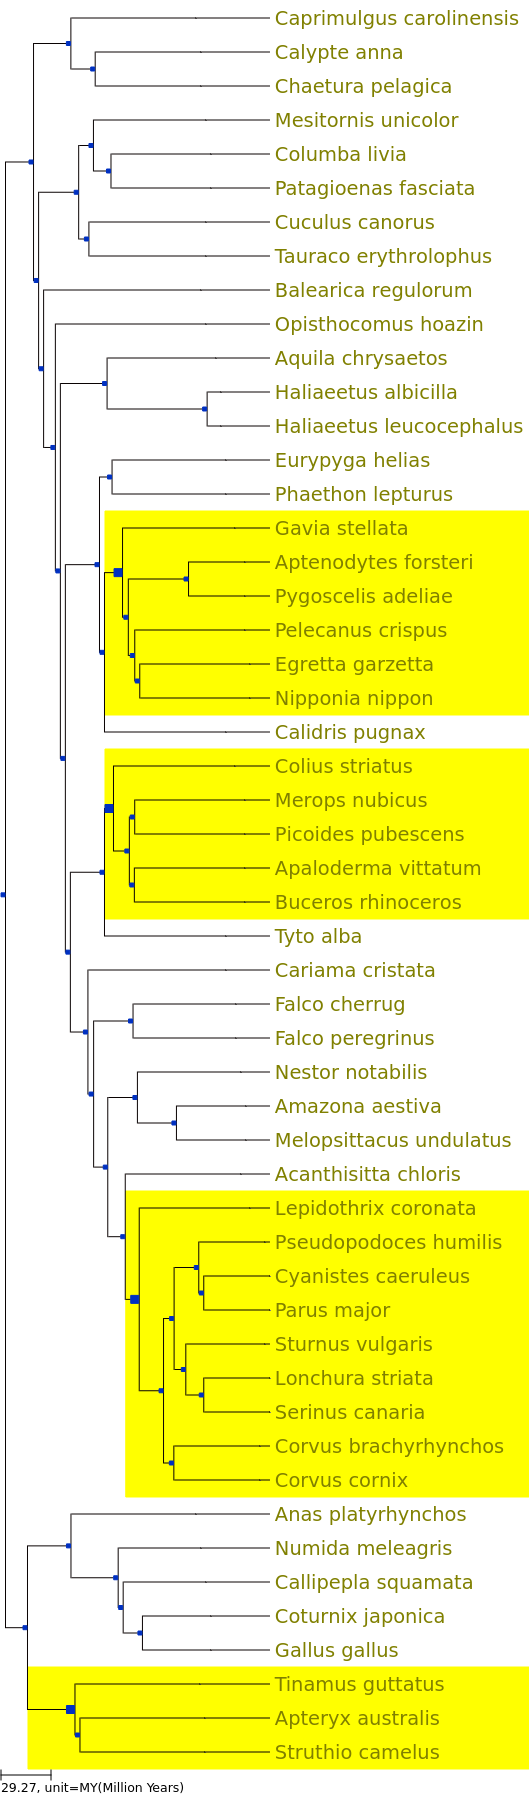 Caprimulgus carolinensis
Calypte anna
Chaetura pelagica
Mesitornis unicolor
Columba livia
Patagioenas fasciata
Cuculus canorus
Tauraco erythrolophus
Balearica regulorum
Opisthocomus hoazin
Aquila chrysaetos
Haliaeetus albicilla
Haliaeetus leucocephalus
Eurypyga helias
Phaethon lepturus
Gavia stellata
Aptenodytes forsteri
Pygoscelis adeliae
Pelecanus crispus
Egretta garzetta
Nipponia nippon
Calidris pugnax
Colius striatus
Merops nubicus
Picoides pubescens
Apaloderma vittatum
Buceros rhinoceros
Tyto alba
Cariama cristata
Falco cherrug
Falco peregrinus
Nestor notabilis
Amazona aestiva
Melopsittacus undulatus
Acanthisitta chloris
Lepidothrix coronata
Pseudopodoces humilis
Cyanistes caeruleus
Parus major
Sturnus vulgaris
Lonchura striata
Serinus canaria
Corvus brachyrhynchos
Corvus cornix
Anas platyrhynchos
Numida meleagris
Callipepla squamata
Coturnix japonica
Gallus gallus
Tinamus guttatus
Apteryx australis
Struthio camelus
29.27, unit=MY(Million Years)